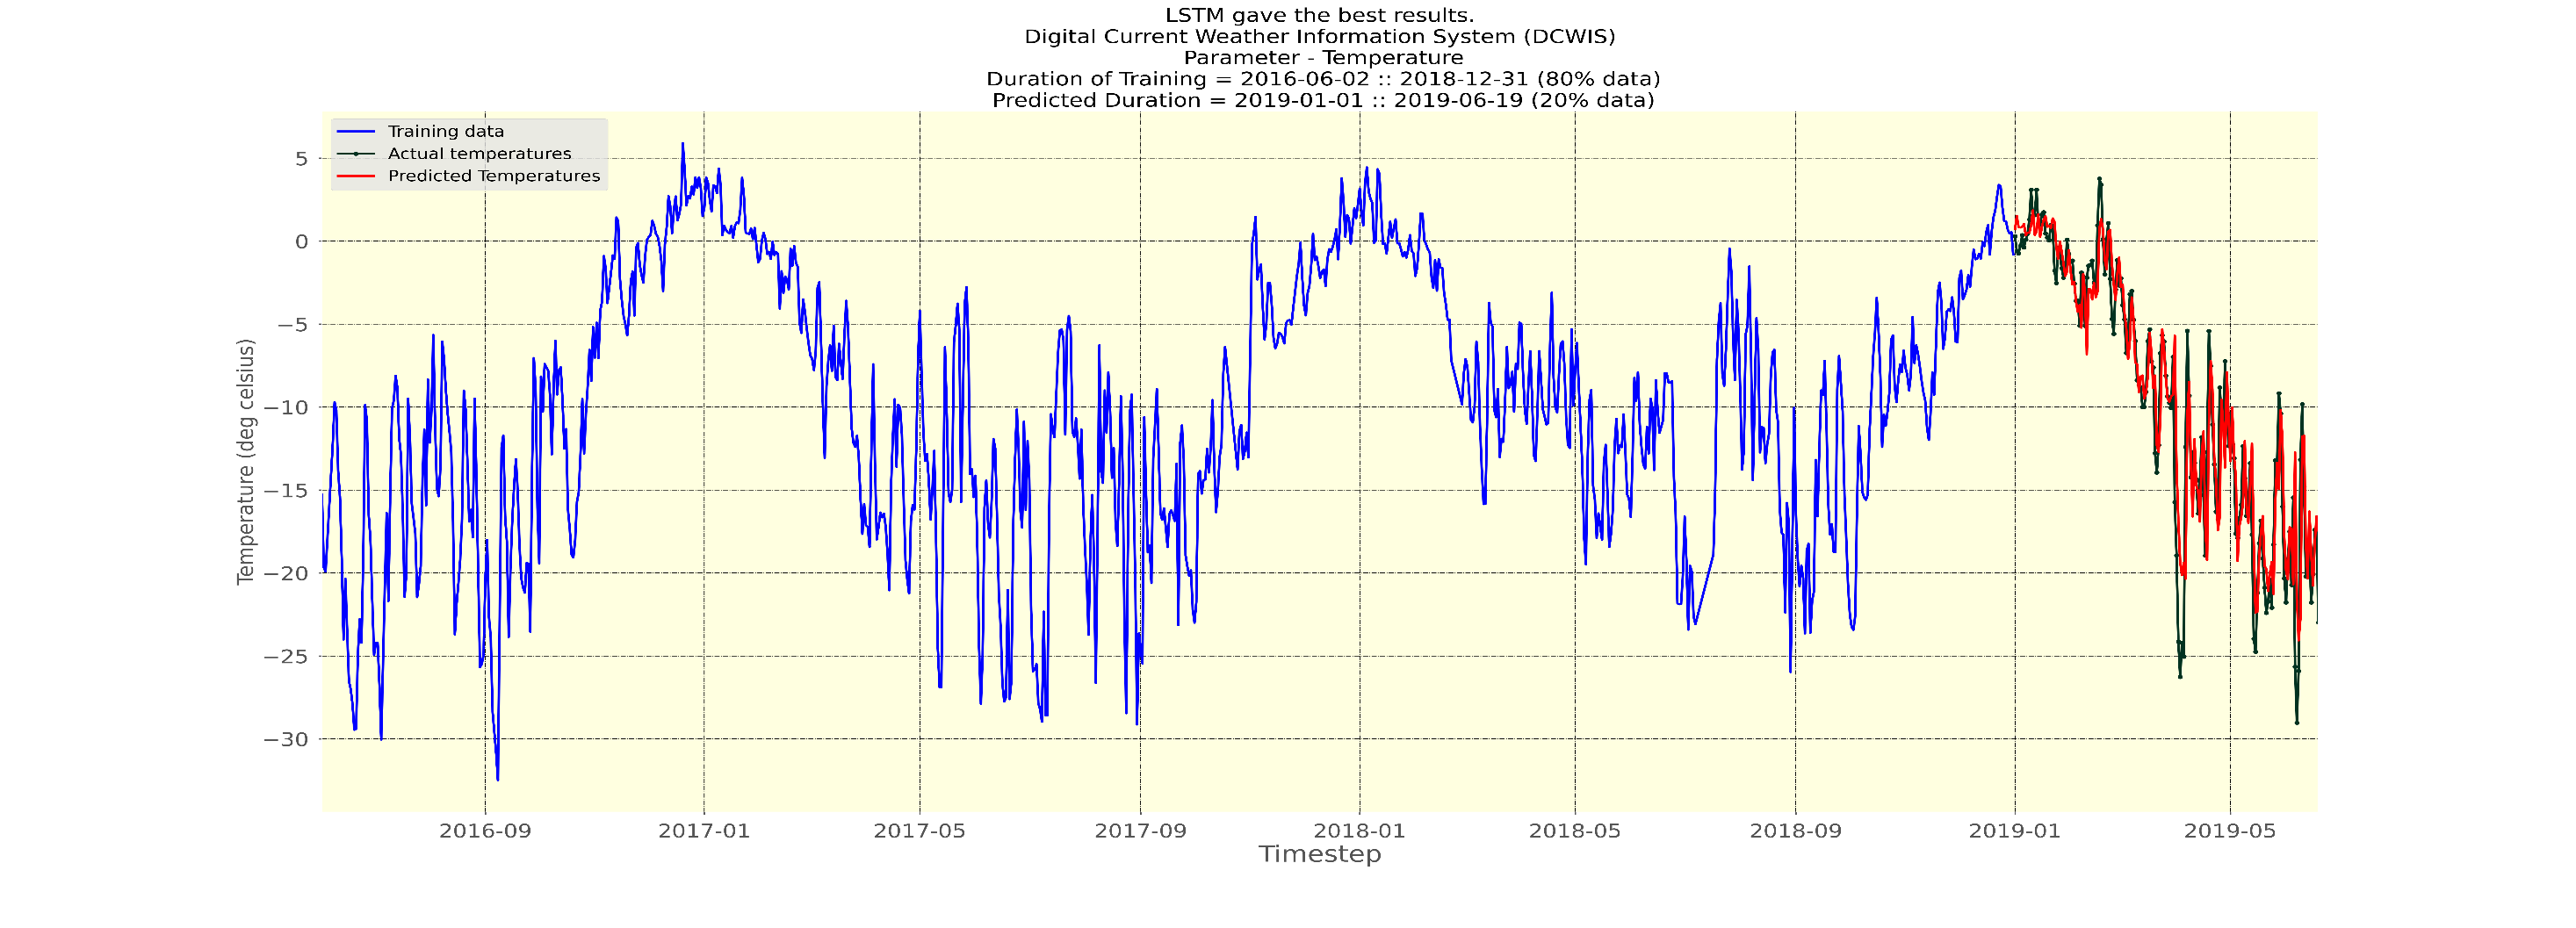 LSTM gave the best results.
Digital Current Weather Information System (DCWIS)
Parameter - Temperature
Duration of Training = 2016-06-02 :: 2018-12-31 (80% data)
Predicted Duration = 2019-01-01 :: 2019-06-19 (20% data)
Training data
Actual temperatures
Predicted Temperatures
5
0
−5
−10
−15
−20
−25
−30
Temperature (deg celsius)
2016-09 2017-01 2017-05 2017-09 2018-01 2018-05 2018-09 2019-01 2019-05
Timestep